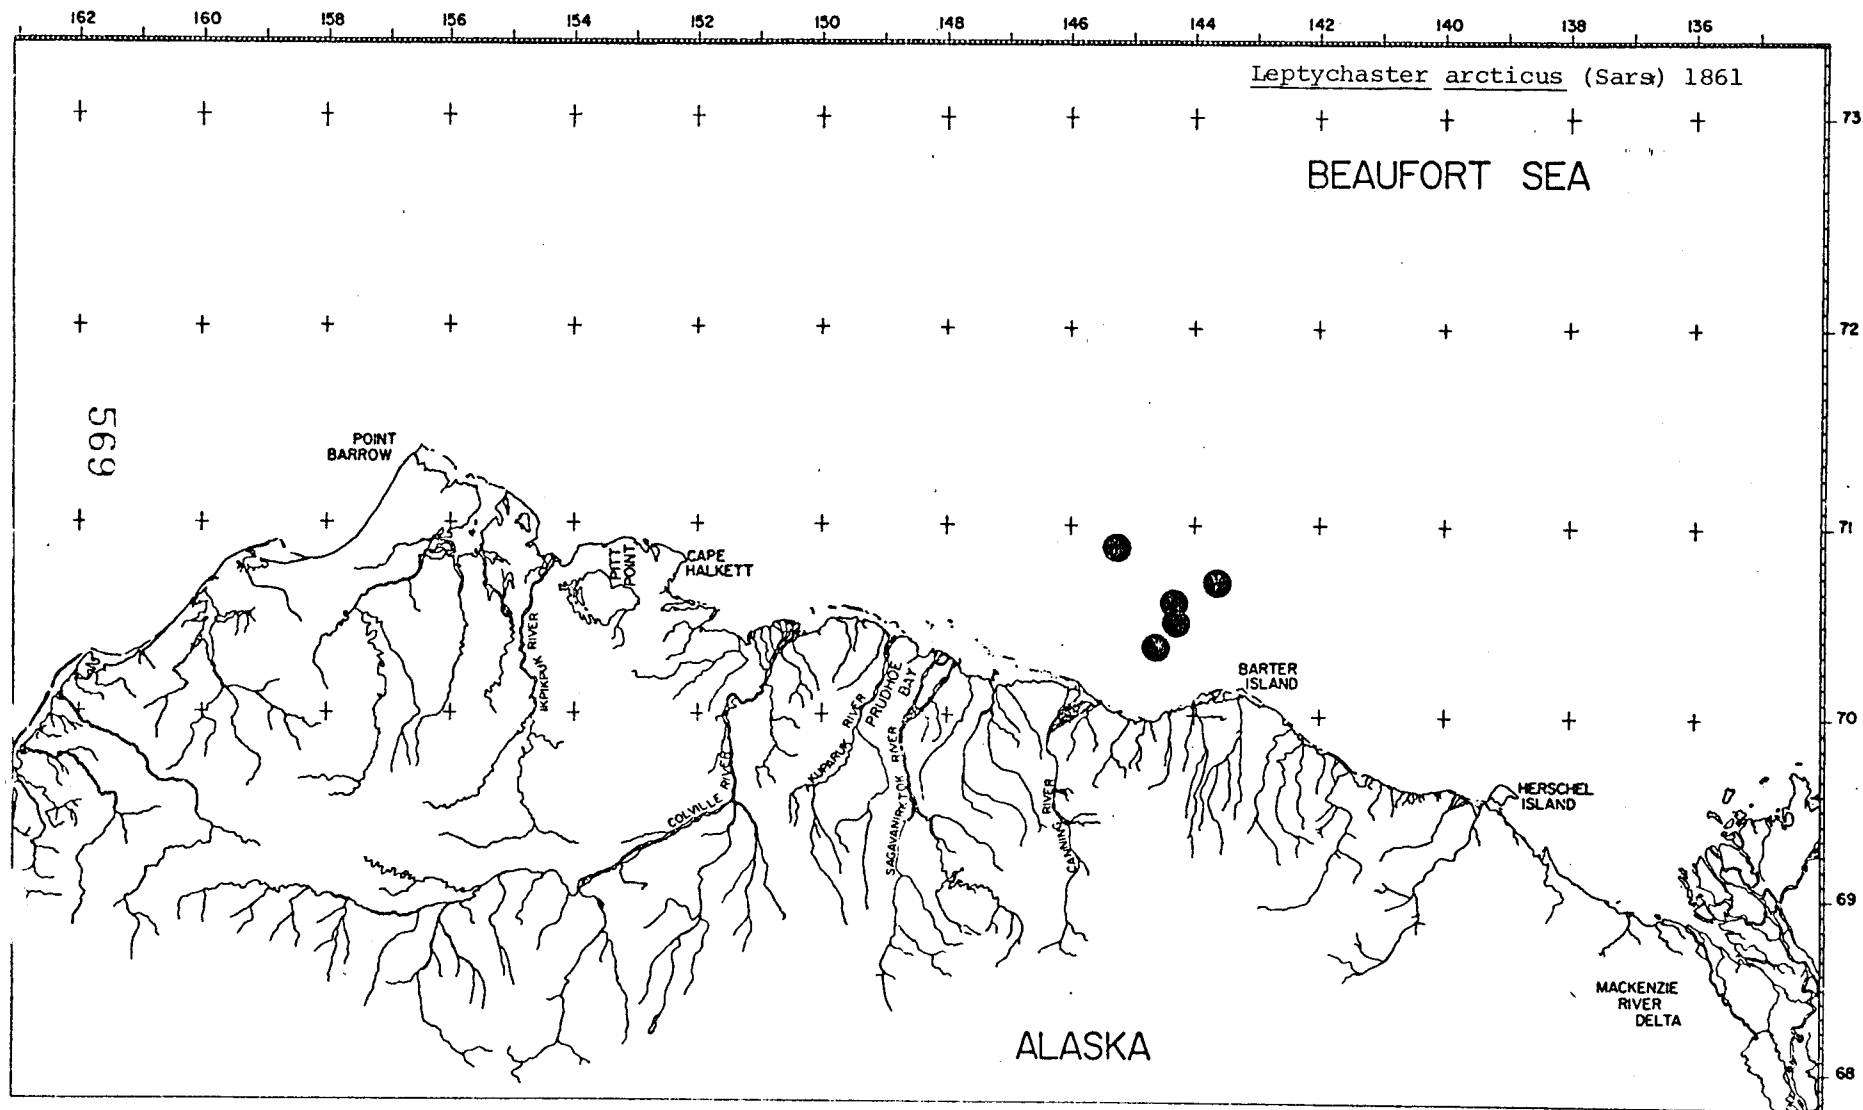 162 160 158 156 154 152 150 148 146 144 142 140 138 136
Leptychaster arcticus (Sars) 1861
73
BEAUFORT SEA
72
569
POINT
BARROW
71
PITT
POINT
CAPE
HALKETT
IKPIKPUK RIVER
BARTER
ISLAND
PRUDHOE
BAY
70
KUPARUK RIVER
SAGAVANIRKTOK RIVER
COLVILLE RIVER
CANNING RIVER
HERSCHEL
ISLAND
69
MACKENZIE
RIVER
DELTA
ALASKA
68